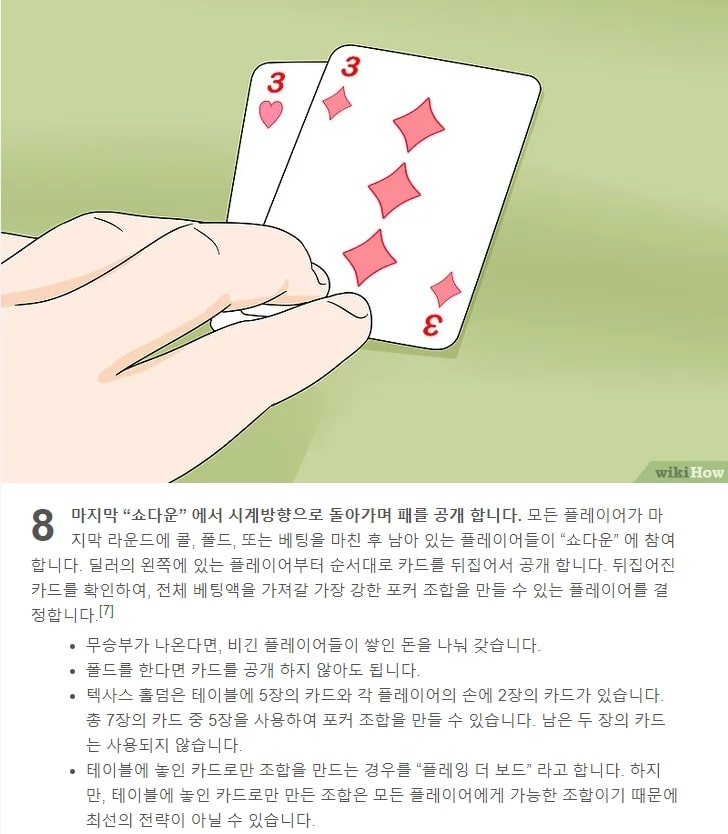 3
3
3
wikiHow
8 마지막 “쇼다운” 에서 시계방향으로 돌아가며 패를 공개 합니다. 모든 플레이어가 마
지막 라운드에 콜, 폴드, 또는 베팅을 마친 후 남아 있는 플레이어들이 “쇼다운” 에 참여
합니다. 딜러의 왼쪽에 있는 플레이어부터 순서대로 카드를 뒤집어서 공개 합니다. 뒤집어진
카드를 확인하여, 전체 베팅액을 가져갈 가장 강한 포커 조합을 만들 수 있는 플레이어를 결
정합니다.[7]
• 무승부가 나온다면, 비긴 플레이어들이 쌓인 돈을 나눠 갖습니다.
• 폴드를 한다면 카드를 공개 하지 않아도 됩니다.
• 텍사스 홀덤은 테이블에 5장의 카드와 각 플레이어의 손에 2장의 카드가 있습니다.
총 7장의 카드 중 5장을 사용하여 포커 조합을 만들 수 있습니다. 남은 두 장의 카드
는 사용되지 않습니다.
• 테이블에 놓인 카드로만 조합을 만드는 경우를 “플레잉 더 보드” 라고 합니다. 하지
만, 테이블에 놓인 카드로만 만든 조합은 모든 플레이어에게 가능한 조합이기 때문에
최선의 전략이 아닐 수 있습니다.